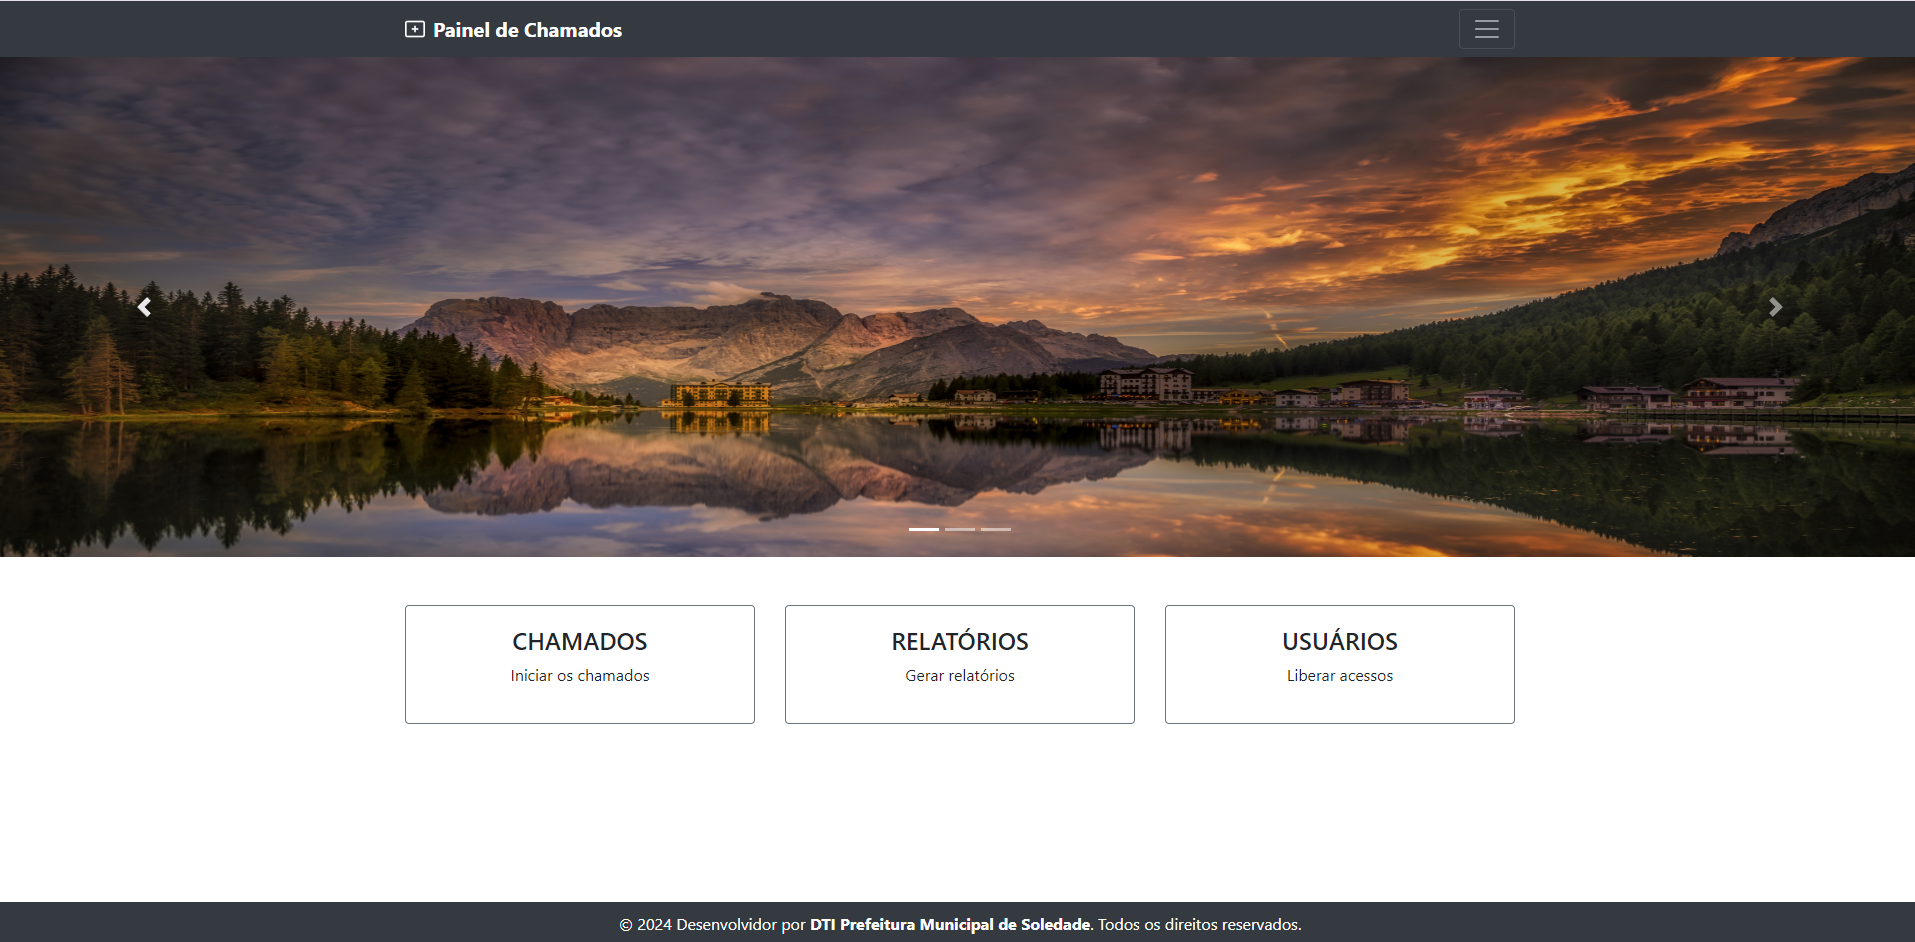 Painel de Chamados
CHAMADOS
Iniciar os chamados
RELATÓRIOS
Gerar relatórios
USUÁRIOS
Liberar acessos
© 2024 Desenvolvidor por DTI Prefeitura Municipal de Soledade. Todos os direitos reservados.